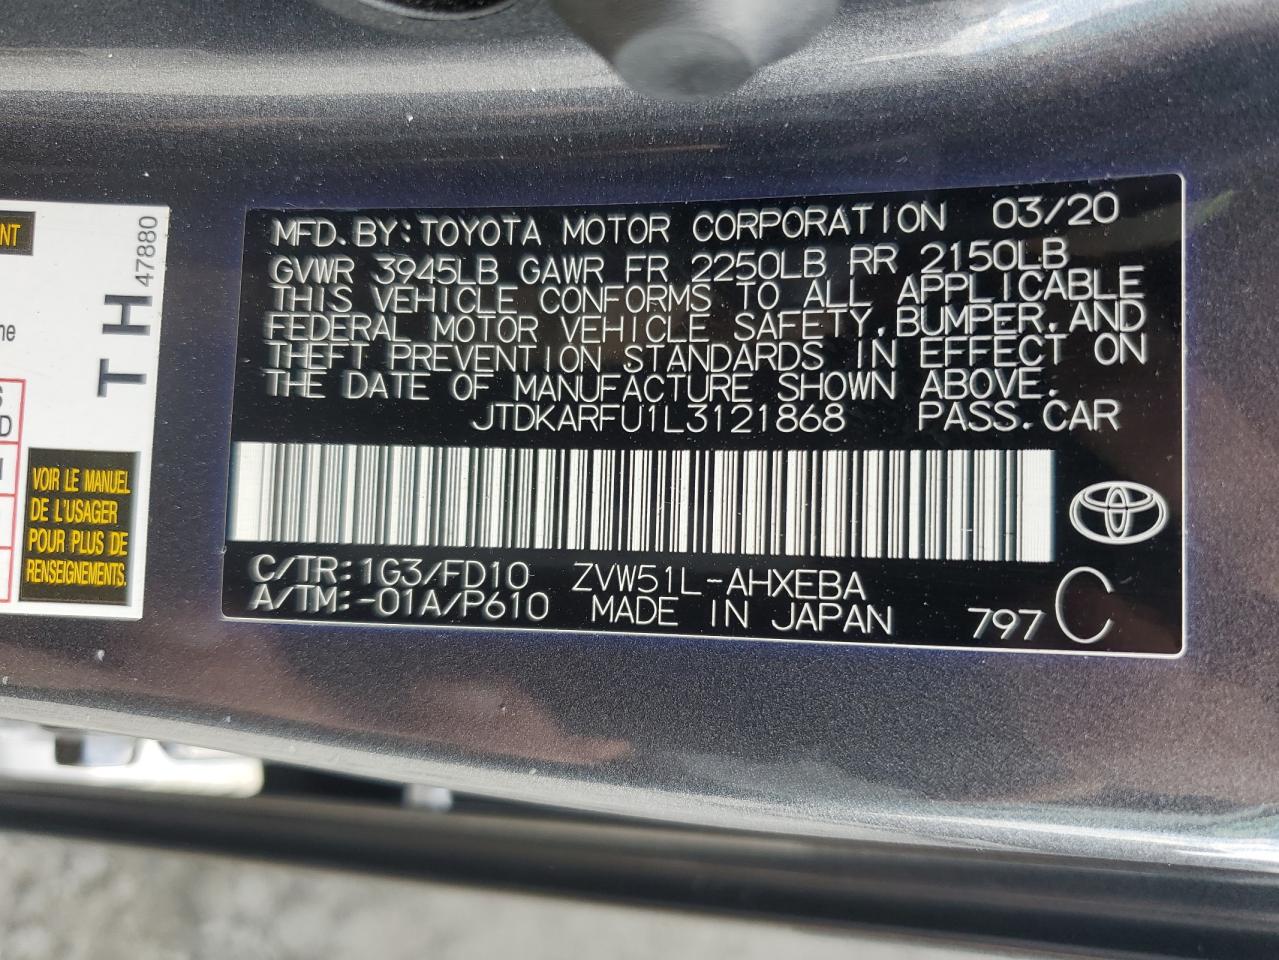 MFD. BY: TOYOTA MOTOR CORPORATION 03/20
GVWR 3945LB GAWR FR 2250LB RR 2150LB
THIS VEHICLE CONFORMS TO ALL APPLICABLE
FEDERAL MOTOR VEHICLE SAFETY, BUMPER, AND
THEFT PREVENTION STANDARDS IN EFFECT ON
THE DATE OF MANUFACTURE SHOWN ABOVE.
JTDKARFU1L3121868 PASS. CAR
C/TR: 1G3/FD10 ZVW51L-AHXEBA
A/TM: -01A/P610 MADE IN JAPAN 797 C
47880
TH
VOIR LE MANUEL
DE L'USAGER
POUR PLUS DE
RENSEIGNEMENTS.